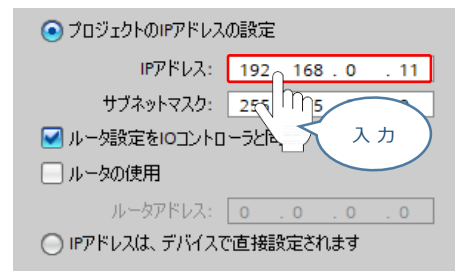 プロジェクトのIPアドレスの設定
IPアドレス: 192 . 168 . 0 . 11
サブネットマスク: 255
入力
ルータ設定をIOコントローラと同
ルータの使用
ルータアドレス: 0 . 0 . 0 . 0
IPアドレスは、デバイスで直接設定されます